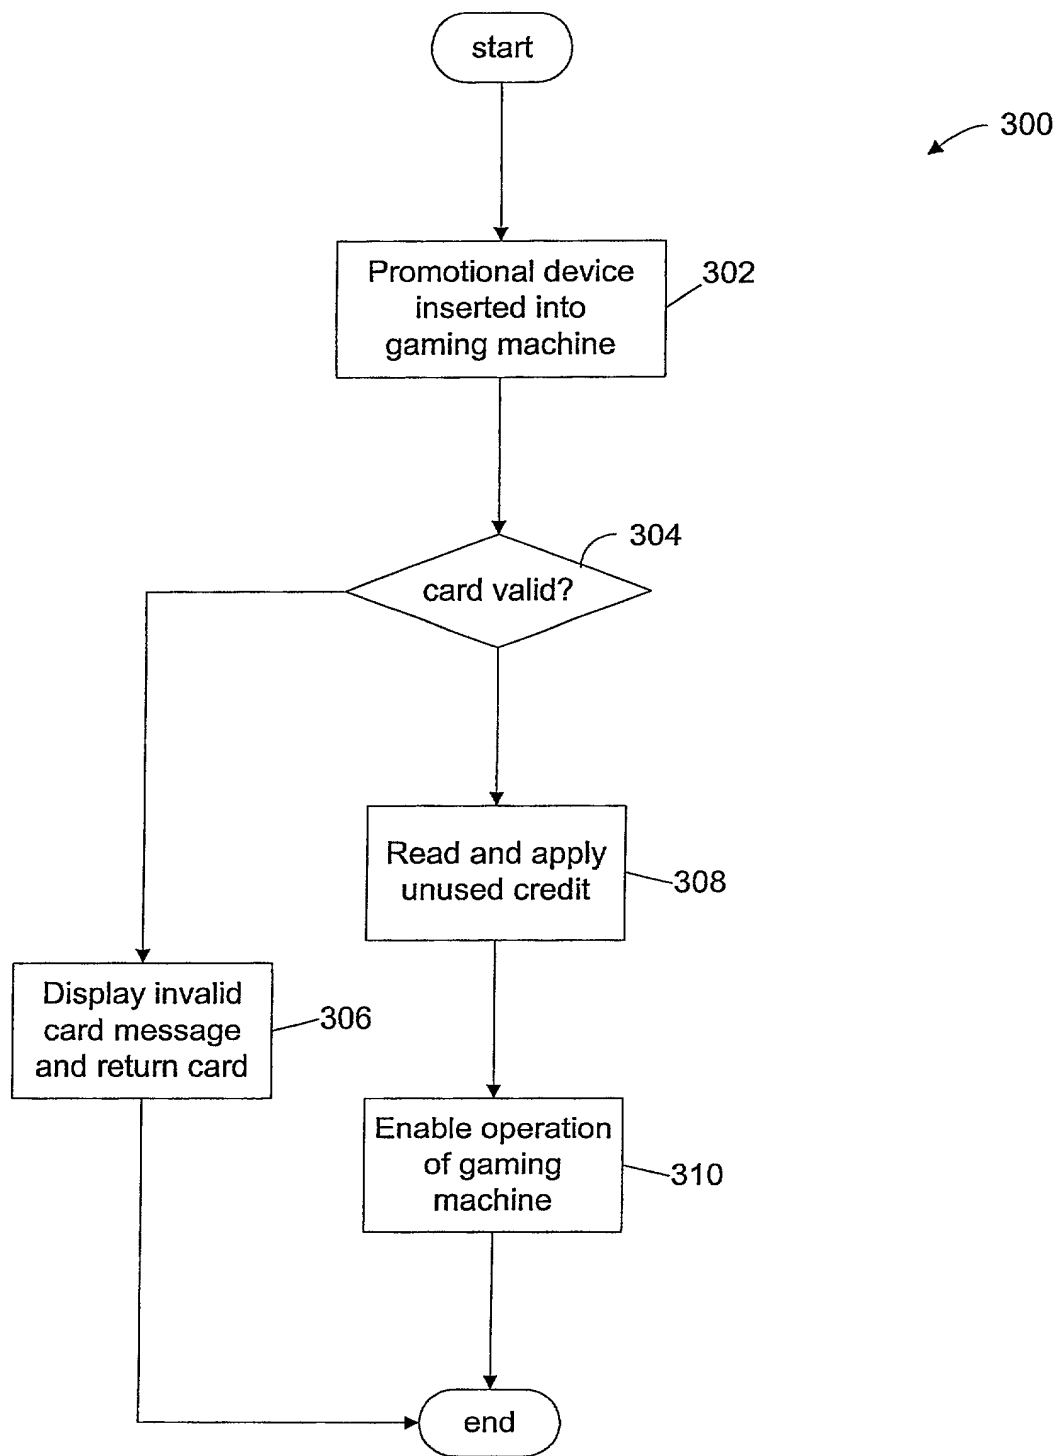 start
300
Promotional device
inserted into
gaming machine
302
304
card valid?
Read and apply
unused credit
308
Display invalid
card message
and return card
306
Enable operation
of gaming
machine
310
end